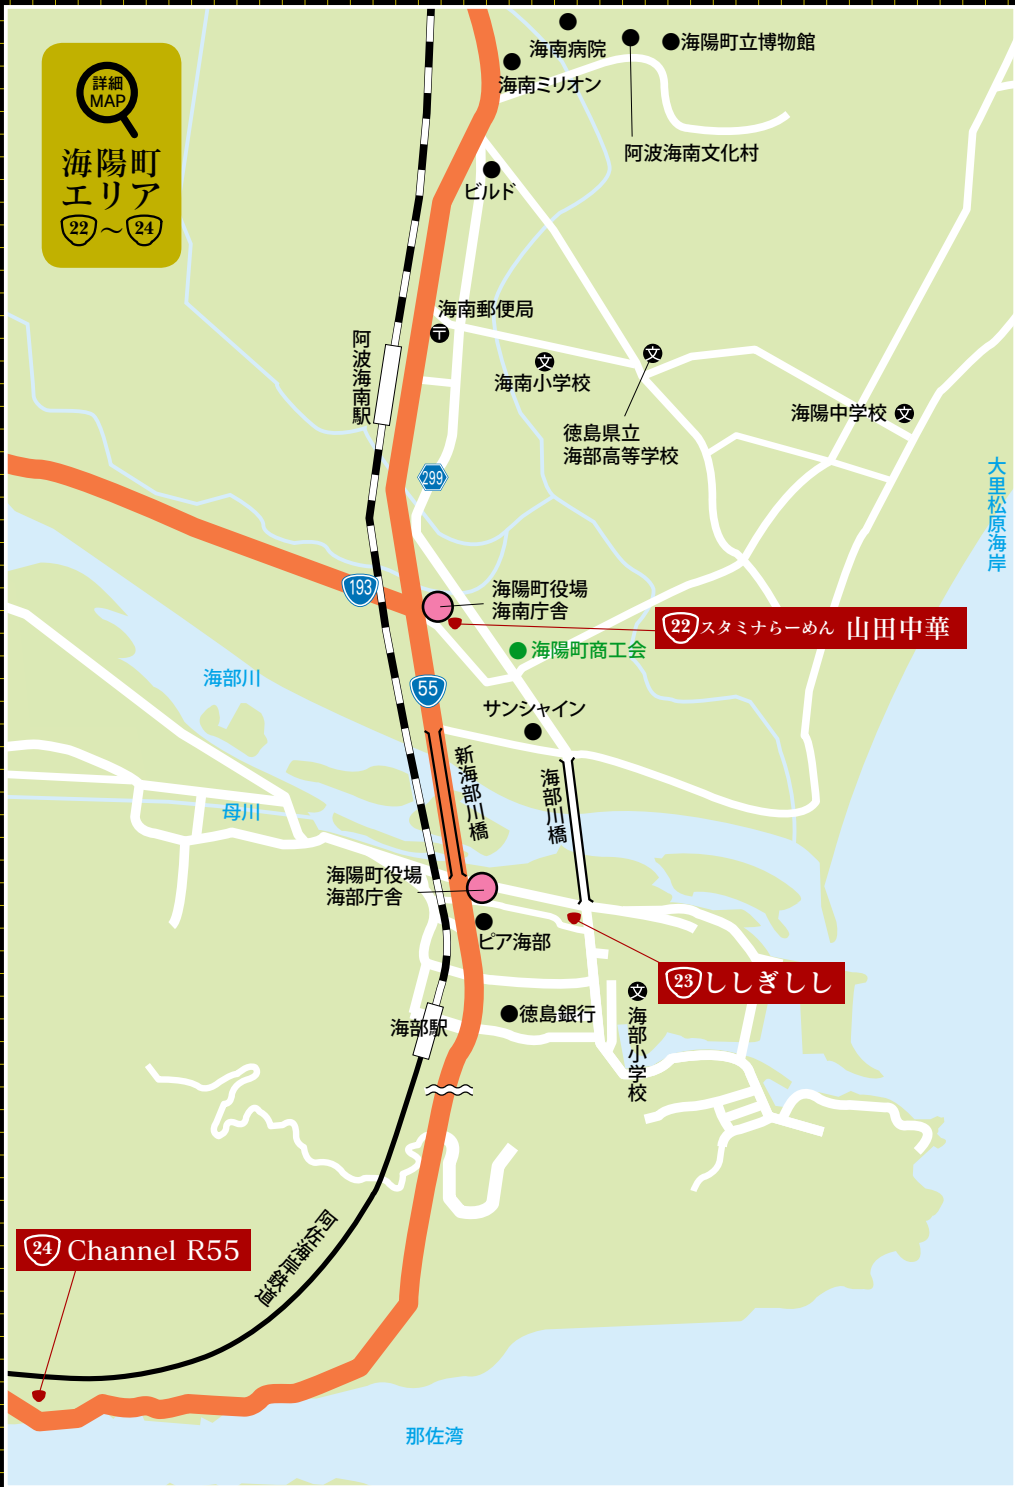 詳細
MAP
海陽町
エリア
22〜24
海南病院
海陽町立博物館
海南ミリオン
阿波海南文化村
ビルド
海南郵便局
〒
阿波海南駅
文
海南小学校
文
徳島県立
海部高等学校
海陽中学校 文
299
大里松原海岸
193
海陽町役場
海南庁舎
22 スタミナらーめん 山田中華
海陽町商工会
海部川
55
サンシャイン
新海部川橋
海部川橋
母川
海陽町役場
海部庁舎
ピア海部
23 ししぎしし
文
海部小学校
徳島銀行
海部駅
阿佐海岸鉄道
24 Channel R55
那佐湾